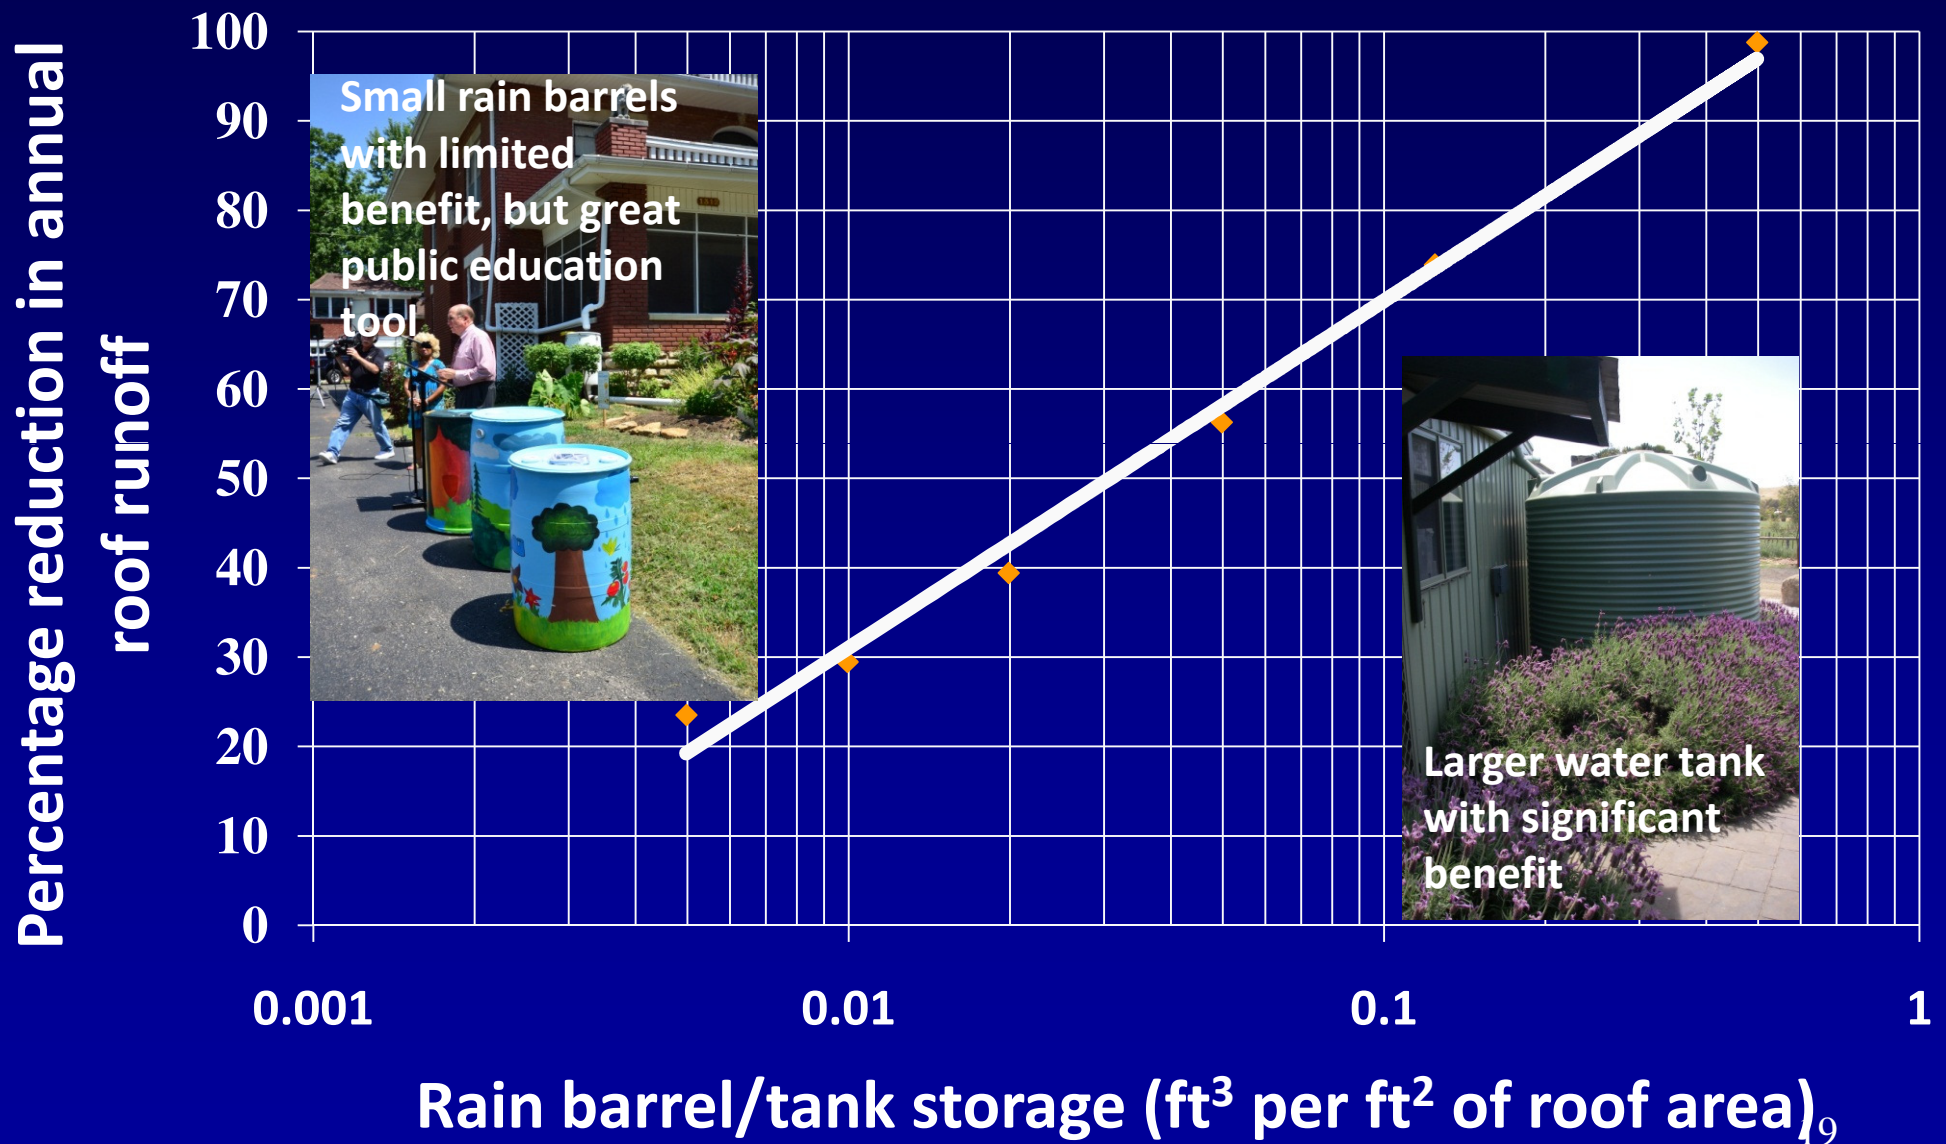 Percentage reduction in annual
roof runoff
100
90
80
70
60
50
40
30
20
10
0
Small rain barrels
with limited
benefit, but great
public education
tool
Larger water tank
with significant
benefit
0.001
0.01
0.1
1
Rain barrel/tank storage (ft³ per ft² of roof area)
19